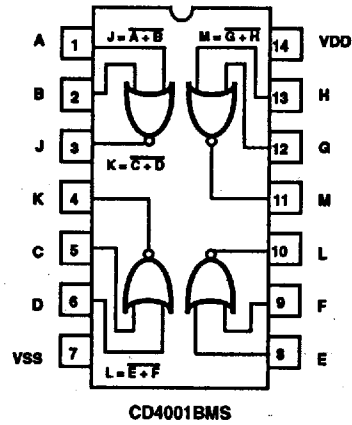 J = A + B
M = G + H
A 1
14 VDD
B 2
13 H
J 3
12 G
K = C + D
K 4
11 M
C 5
10 L
D 6
9 F
VSS 7
L = E + F
8 E
CD4001BMS